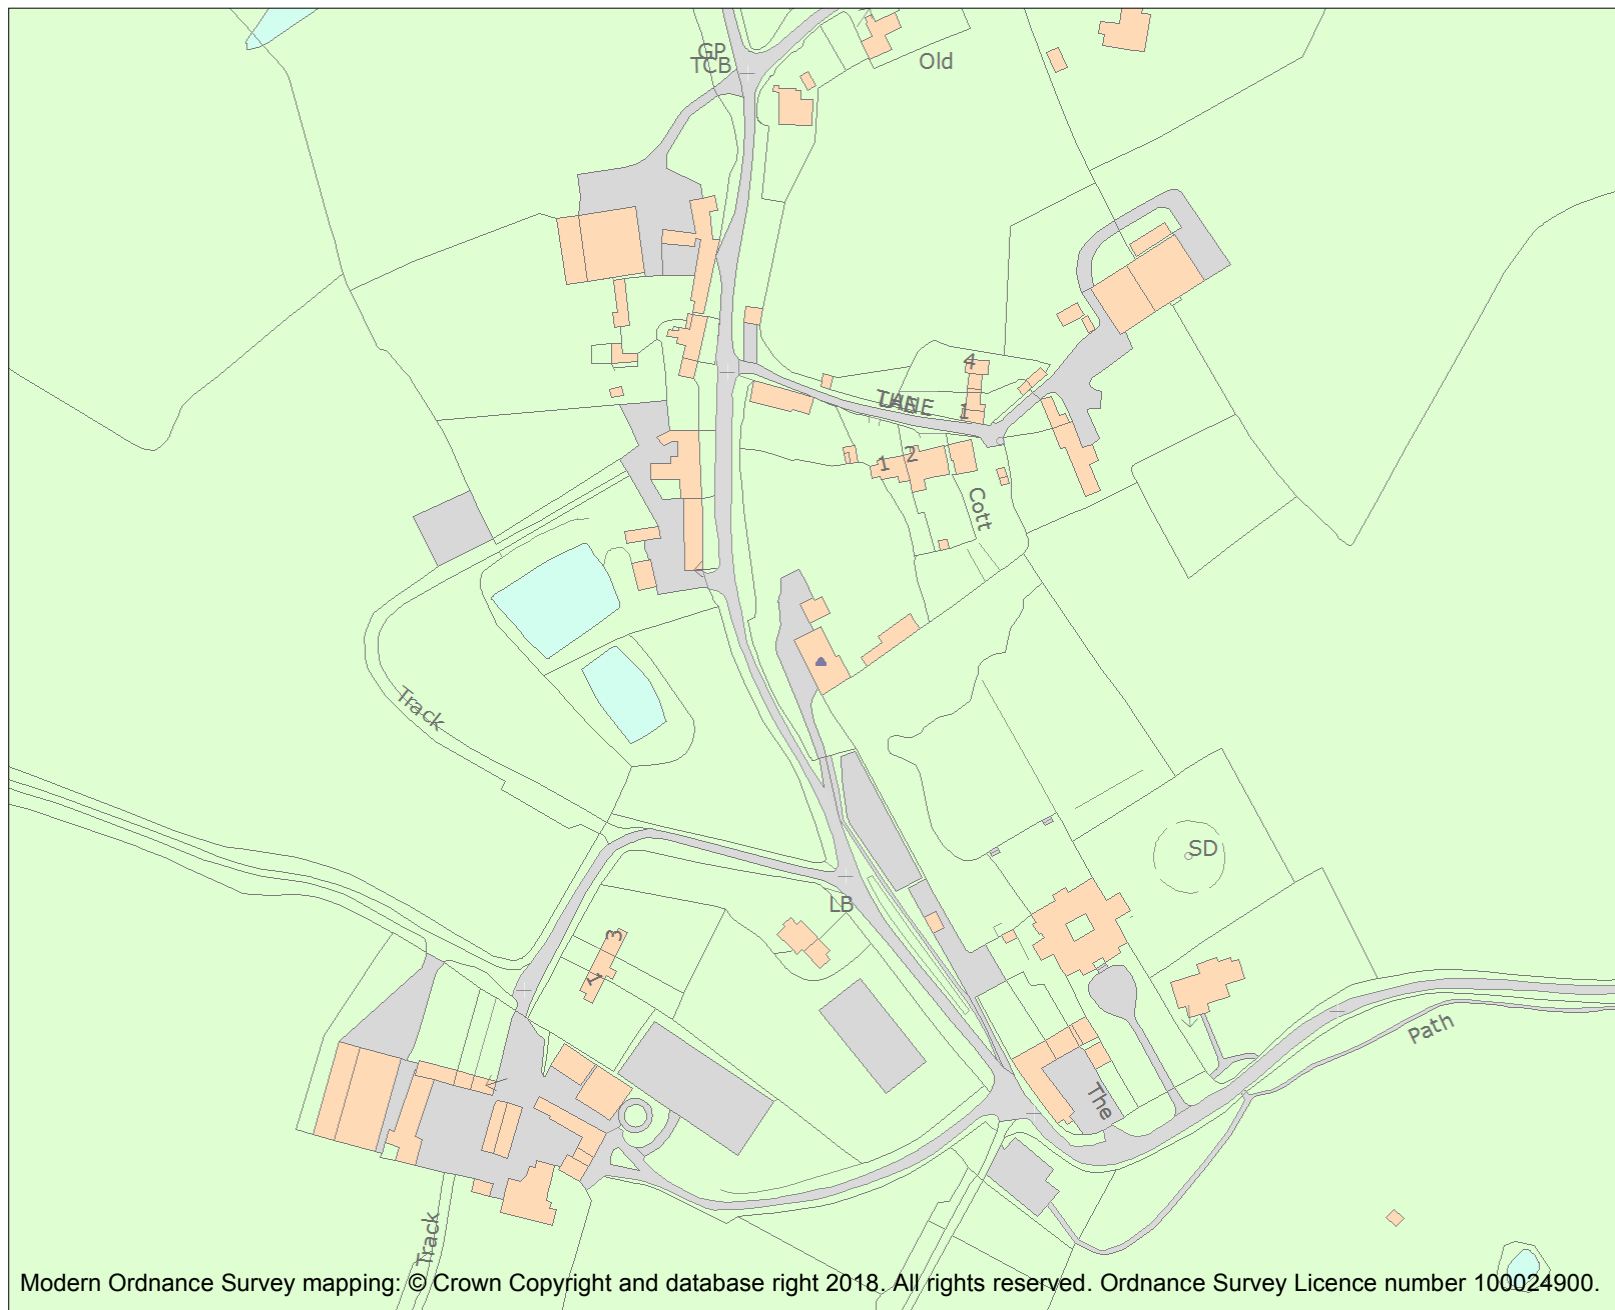 GP
TCB
Old
4
LANE
1
1
2
Cott
Track
SD
LB
3
1
Path
The
Track
Modern Ordnance Survey mapping: © Crown Copyright and database right 2018. All rights reserved. Ordnance Survey Licence number 100024900.